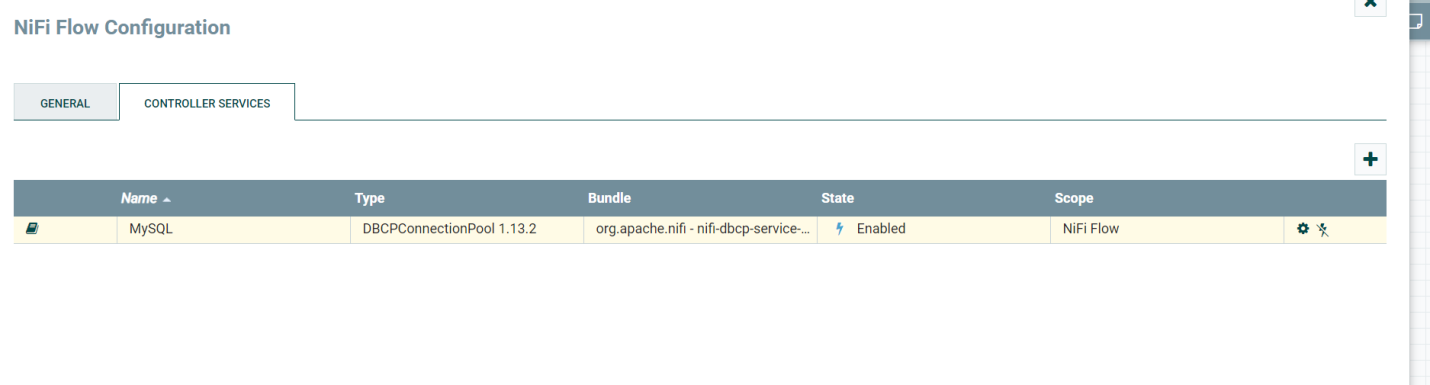 NiFi Flow Configuration
GENERAL CONTROLLER SERVICES
Name Type Bundle State Scope
MySQL DBCPConnectionPool 1.13.2 org.apache.nifi - nifi-dbcp-service-... Enabled NiFi Flow